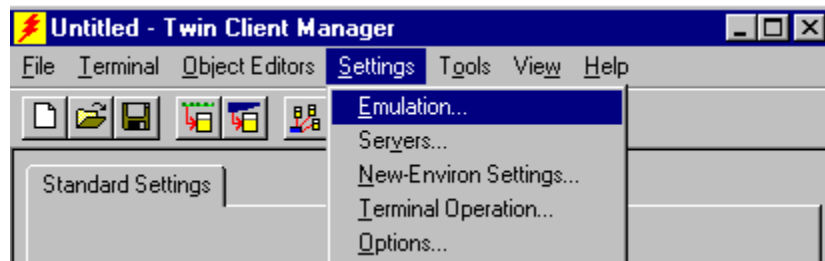 Untitled - Twin Client Manager
File Terminal Object Editors Settings Tools View Help
Emulation...
Servers...
New-Environ Settings...
Terminal Operation...
Options...
Standard Settings